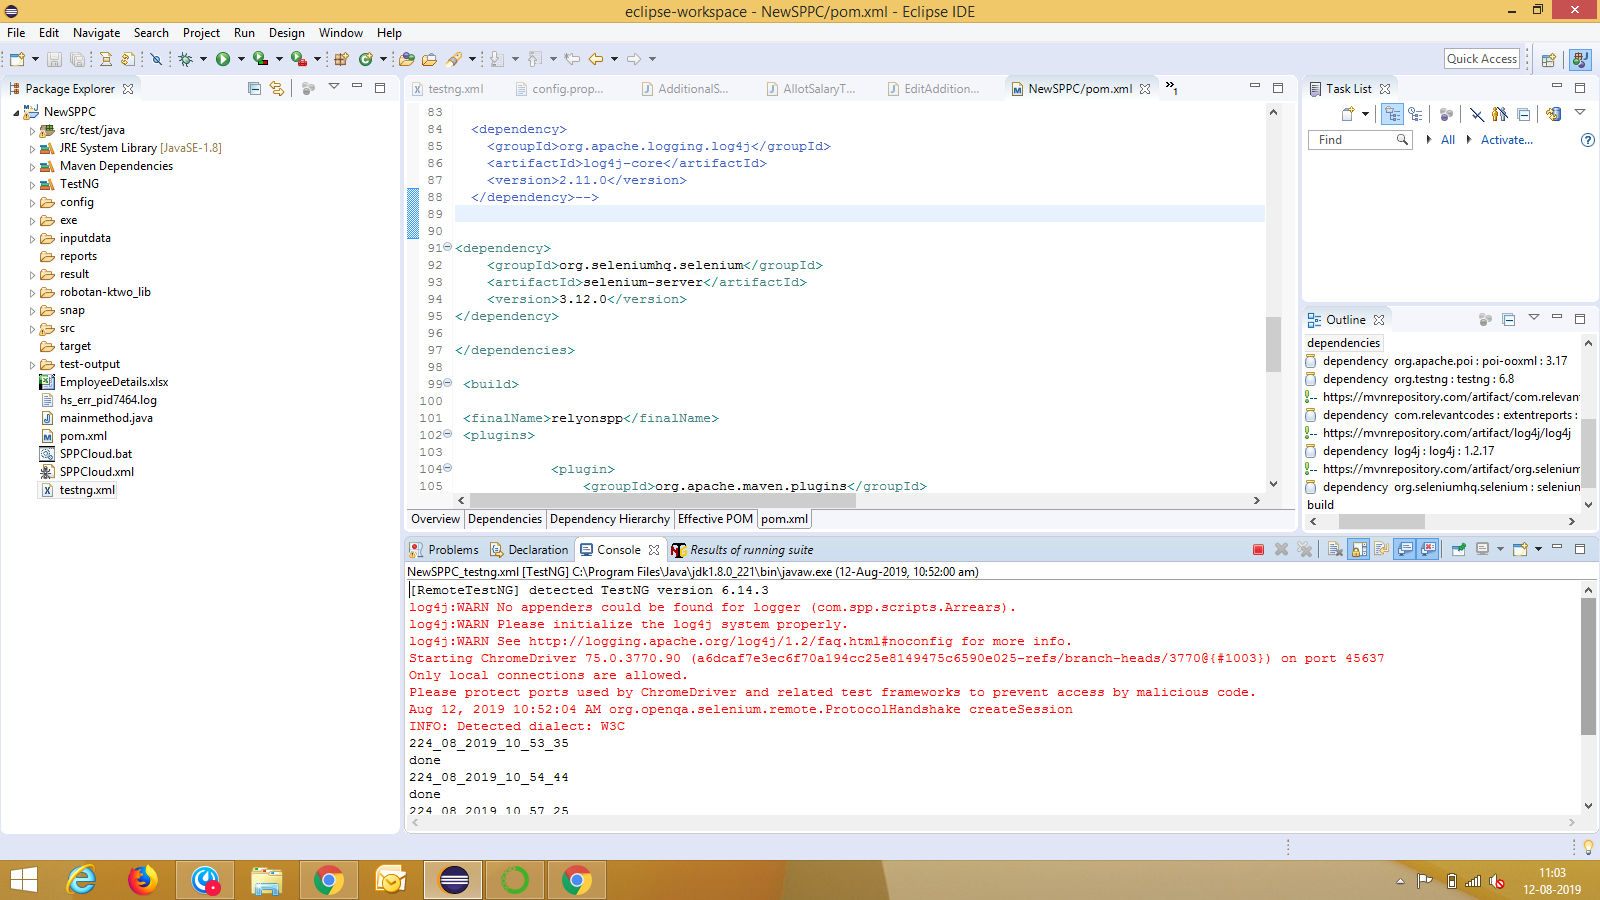 eclipse-workspace - NewSPPC/pom.xml - Eclipse IDE
File Edit Navigate Search Project Run Design Window Help
Quick Access
Package Explorer
NewSPPC
src/test/java
JRE System Library [JavaSE-1.8]
Maven Dependencies
TestNG
config
exe
inputdata
reports
result
robotan-ktwo_lib
snap
src
target
test-output
EmployeeDetails.xlsx
hs_err_pid7464.log
mainmethod.java
pom.xml
SPPCloud.bat
SPPCloud.xml
testng.xml
testng.xml config.prop... AdditionalS... AllotSalaryT... EditAddition... NewSPPC/pom.xml »1
83
84 <dependency>
85 <groupId>org.apache.logging.log4j</groupId>
86 <artifactId>log4j-core</artifactId>
87 <version>2.11.0</version>
88 </dependency>-->
89
90
91 <dependency>
92 <groupId>org.seleniumhq.selenium</groupId>
93 <artifactId>selenium-server</artifactId>
94 <version>3.12.0</version>
95 </dependency>
96
97 </dependencies>
98
99 <build>
100
101 <finalName>relyonspp</finalName>
102 <plugins>
103
104 <plugin>
105 <groupId>org.apache.maven.plugins</groupId>
Overview Dependencies Dependency Hierarchy Effective POM pom.xml
Task List
Find All Activate...
Outline
dependencies
dependency org.apache.poi : poi-ooxml : 3.17
dependency org.testng : testng : 6.8
https://mvnrepository.com/artifact/com.relevant
dependency com.relevantcodes : extentreports :
https://mvnrepository.com/artifact/log4j/log4j
dependency log4j : log4j : 1.2.17
https://mvnrepository.com/artifact/org.selenium
dependency org.seleniumhq.selenium : selenium
build
Problems Declaration Console Results of running suite
NewSPPC_testng.xml [TestNG] C:\Program Files\Java\jdk1.8.0_221\bin\javaw.exe (12-Aug-2019, 10:52:00 am)
[RemoteTestNG] detected TestNG version 6.14.3
log4j:WARN No appenders could be found for logger (com.spp.scripts.Arrears).
log4j:WARN Please initialize the log4j system properly.
log4j:WARN See http://logging.apache.org/log4j/1.2/faq.html#noconfig for more info.
Starting ChromeDriver 75.0.3770.90 (a6dcaf7e3ec6f70a194cc25e8149475c6590e025-refs/branch-heads/3770@{#1003}) on port 45637
Only local connections are allowed.
Please protect ports used by ChromeDriver and related test frameworks to prevent access by malicious code.
Aug 12, 2019 10:52:04 AM org.openqa.selenium.remote.ProtocolHandshake createSession
INFO: Detected dialect: W3C
224_08_2019_10_53_35
done
224_08_2019_10_54_44
done
224_08_2019_10_57_25
11:03
12-08-2019